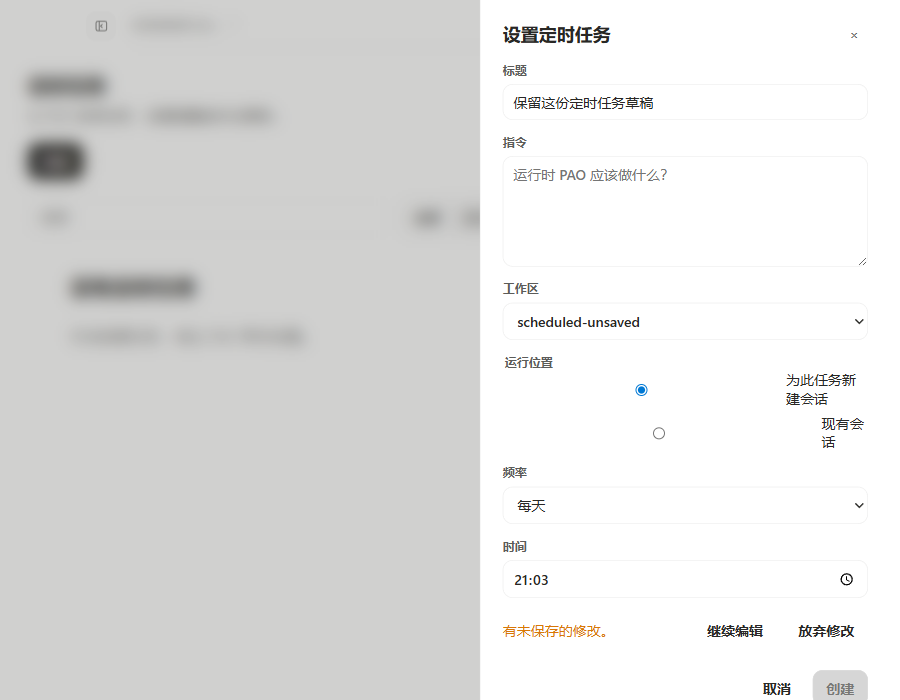 设置定时任务
×
标题
保留这份定时任务草稿
指令
运行时 PAO 应该做什么？
工作区
scheduled-unsaved
运行位置
为此任务新
建会话
现有会
话
频率
每天
时间
21:03
有未保存的修改。 继续编辑 放弃修改
取消 创建